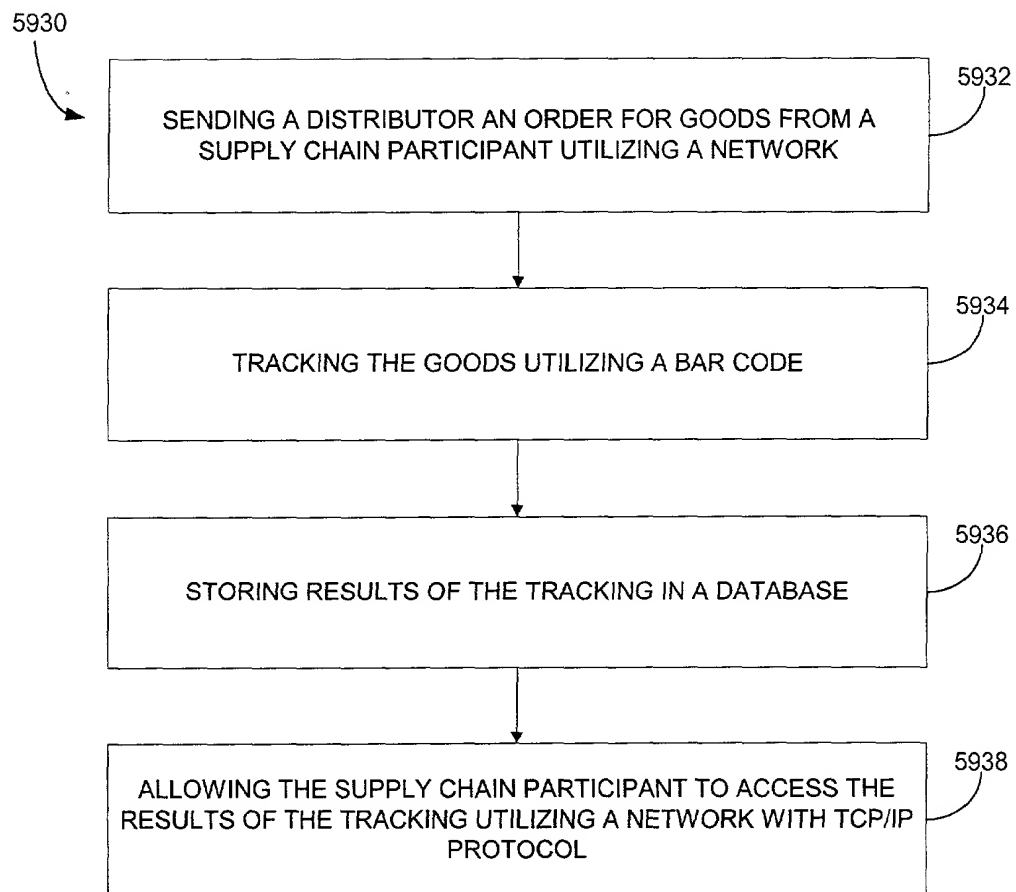 5930
5932
SENDING A DISTRIBUTOR AN ORDER FOR GOODS FROM A
SUPPLY CHAIN PARTICIPANT UTILIZING A NETWORK
5934
TRACKING THE GOODS UTILIZING A BAR CODE
5936
STORING RESULTS OF THE TRACKING IN A DATABASE
5938
ALLOWING THE SUPPLY CHAIN PARTICIPANT TO ACCESS THE
RESULTS OF THE TRACKING UTILIZING A NETWORK WITH TCP/IP
PROTOCOL